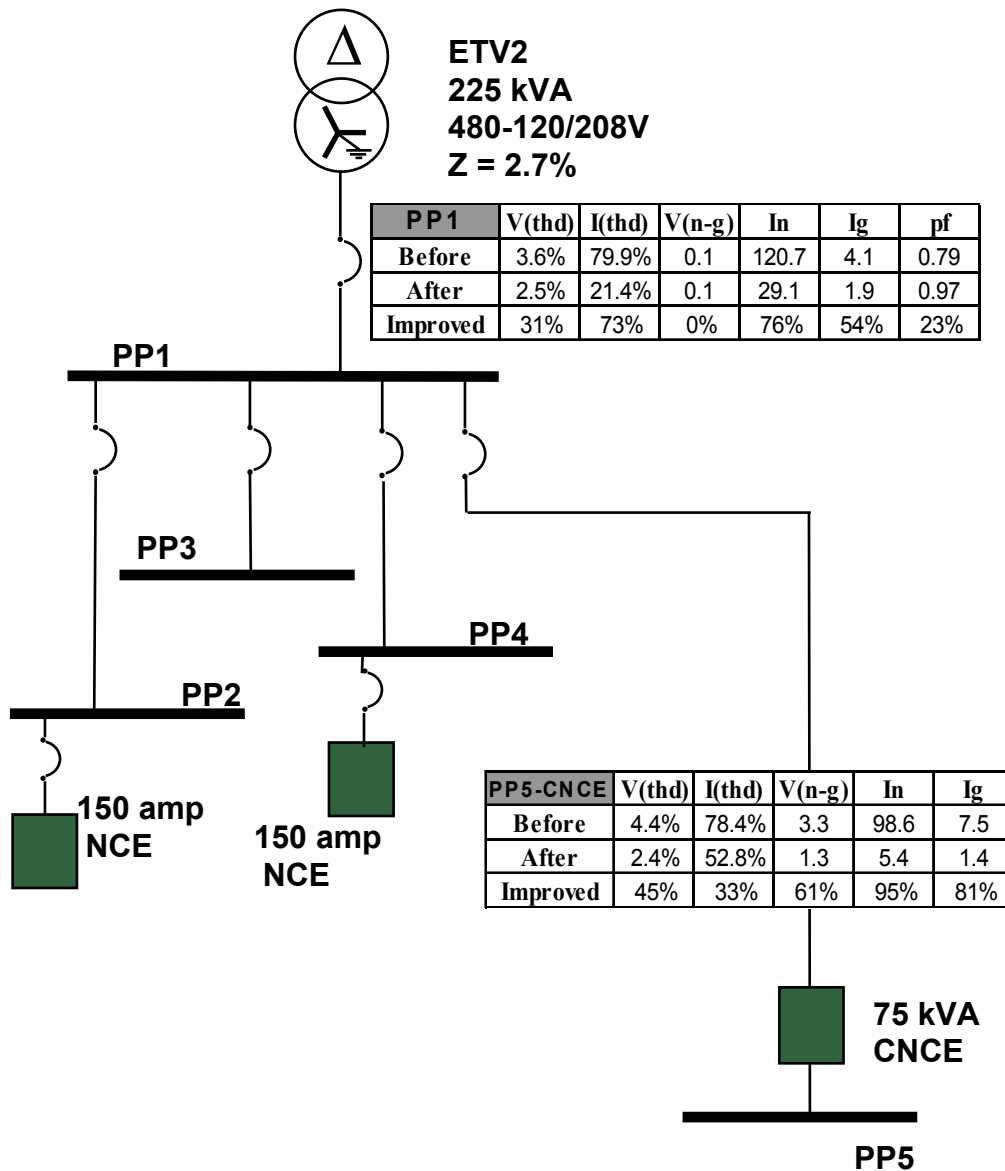 Δ
ETV2
225 kVA
480-120/208V
Z = 2.7%
PP1 V(thd) I(thd) V(n-g) In Ig pf
Before 3.6% 79.9% 0.1 120.7 4.1 0.79
After 2.5% 21.4% 0.1 29.1 1.9 0.97
Improved 31% 73% 0% 76% 54% 23%
PP1
PP3
PP4
PP2
150 amp
NCE
150 amp
NCE
PP5-CNCE V(thd) I(thd) V(n-g) In Ig
Before 4.4% 78.4% 3.3 98.6 7.5
After 2.4% 52.8% 1.3 5.4 1.4
Improved 45% 33% 61% 95% 81%
75 kVA
CNCE
PP5